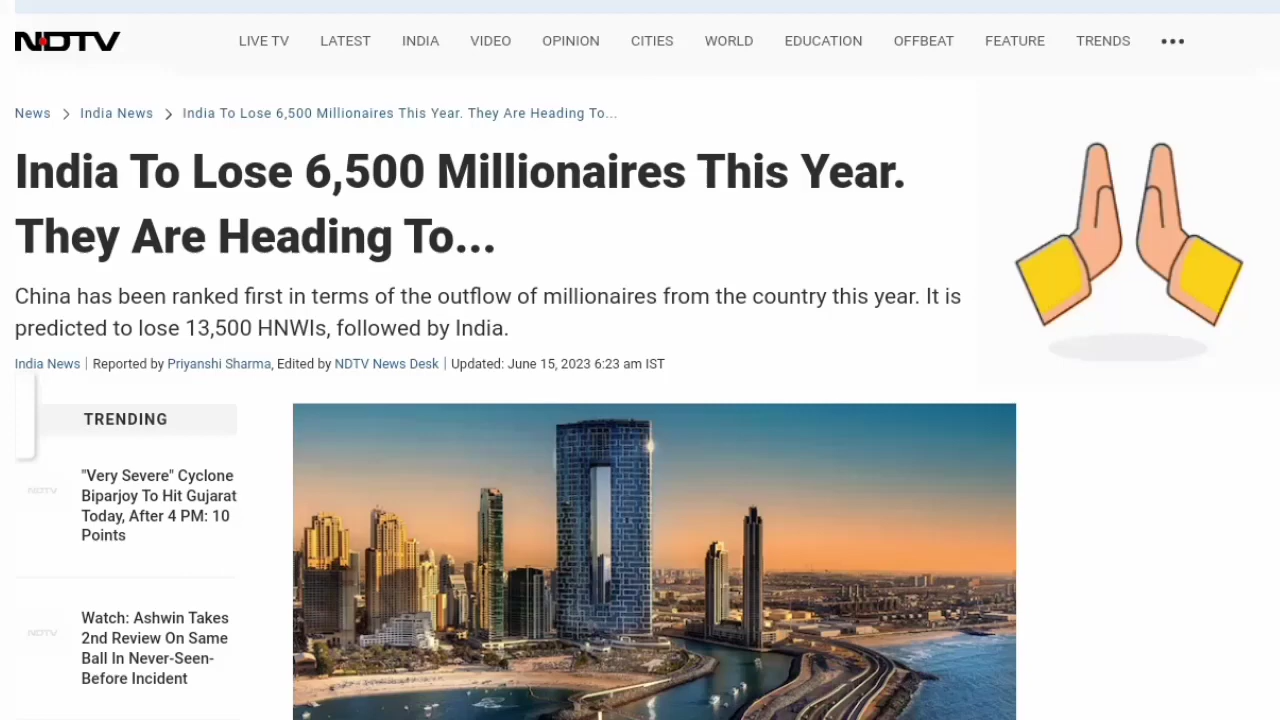 NDTV
LIVE TV LATEST INDIA VIDEO OPINION CITIES WORLD EDUCATION OFFBEAT FEATURE TRENDS
News > India News > India To Lose 6,500 Millionaires This Year. They Are Heading To...
India To Lose 6,500 Millionaires This Year.
They Are Heading To...
China has been ranked first in terms of the outflow of millionaires from the country this year. It is
predicted to lose 13,500 HNWIs, followed by India.
India News | Reported by Priyanshi Sharma, Edited by NDTV News Desk | Updated: June 15, 2023 6:23 am IST
TRENDING
NDTV
"Very Severe" Cyclone
Biparjoy To Hit Gujarat
Today, After 4 PM: 10
Points
NDTV
Watch: Ashwin Takes
2nd Review On Same
Ball In Never-Seen-
Before Incident